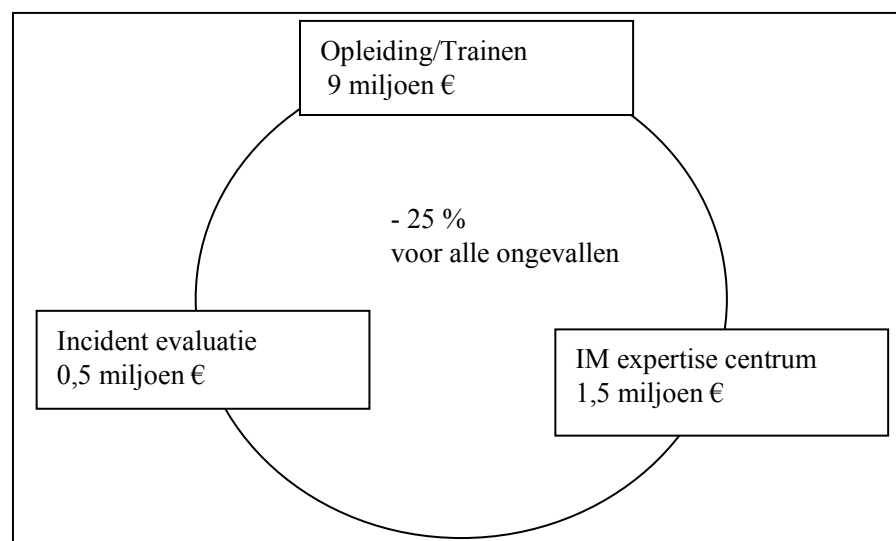 Opleiding/Trainen
9 miljoen €
- 25 %
voor alle ongevallen
Incident evaluatie
0,5 miljoen €
IM expertise centrum
1,5 miljoen €